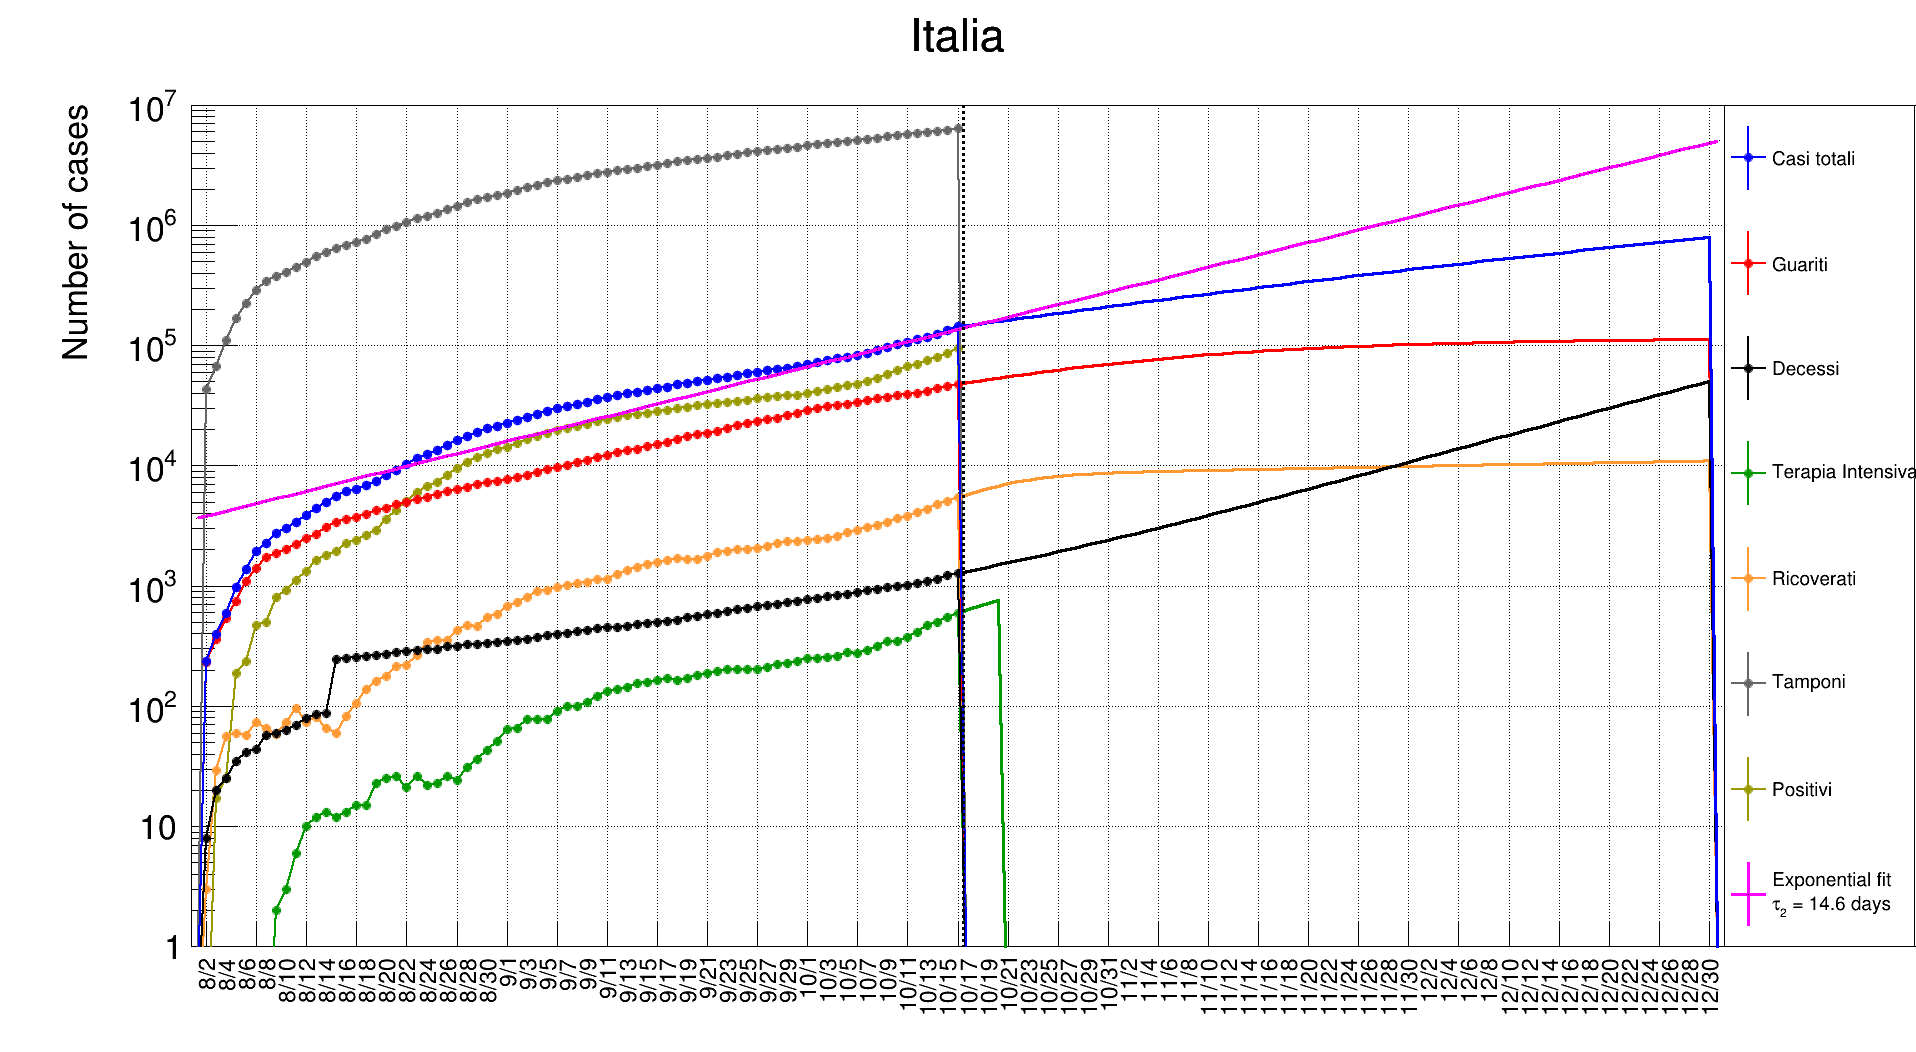 Italia
Number of cases
10^7
10^6
10^5
10^4
10^3
10^2
10
1
8/2 8/4 8/6 8/8 8/10 8/12 8/14 8/16 8/18 8/20 8/22 8/24 8/26 8/28 8/30 9/1 9/3 9/5 9/7 9/9 9/11 9/13 9/15 9/17 9/19 9/21 9/23 9/25 9/27 9/29 10/1 10/3 10/5 10/7 10/9 10/11 10/13 10/15 10/17 10/19 10/21 10/23 10/25 10/27 10/29 10/31 11/2 11/4 11/6 11/8 11/10 11/12 11/14 11/16 11/18 11/20 11/22 11/24 11/26 11/28 11/30 12/2 12/4 12/6 12/8 12/10 12/12 12/14 12/16 12/18 12/20 12/22 12/24 12/26 12/28 12/30
Casi totali
Guariti
Decessi
Terapia Intensiva
Ricoverati
Tamponi
Positivi
Exponential fit
τ₂ = 14.6 days